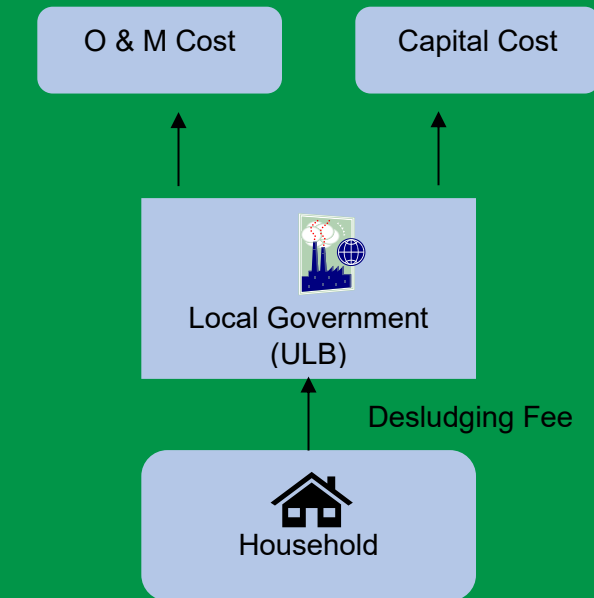 O & M Cost
Capital Cost
Local Government
(ULB)
Desludging Fee
Household